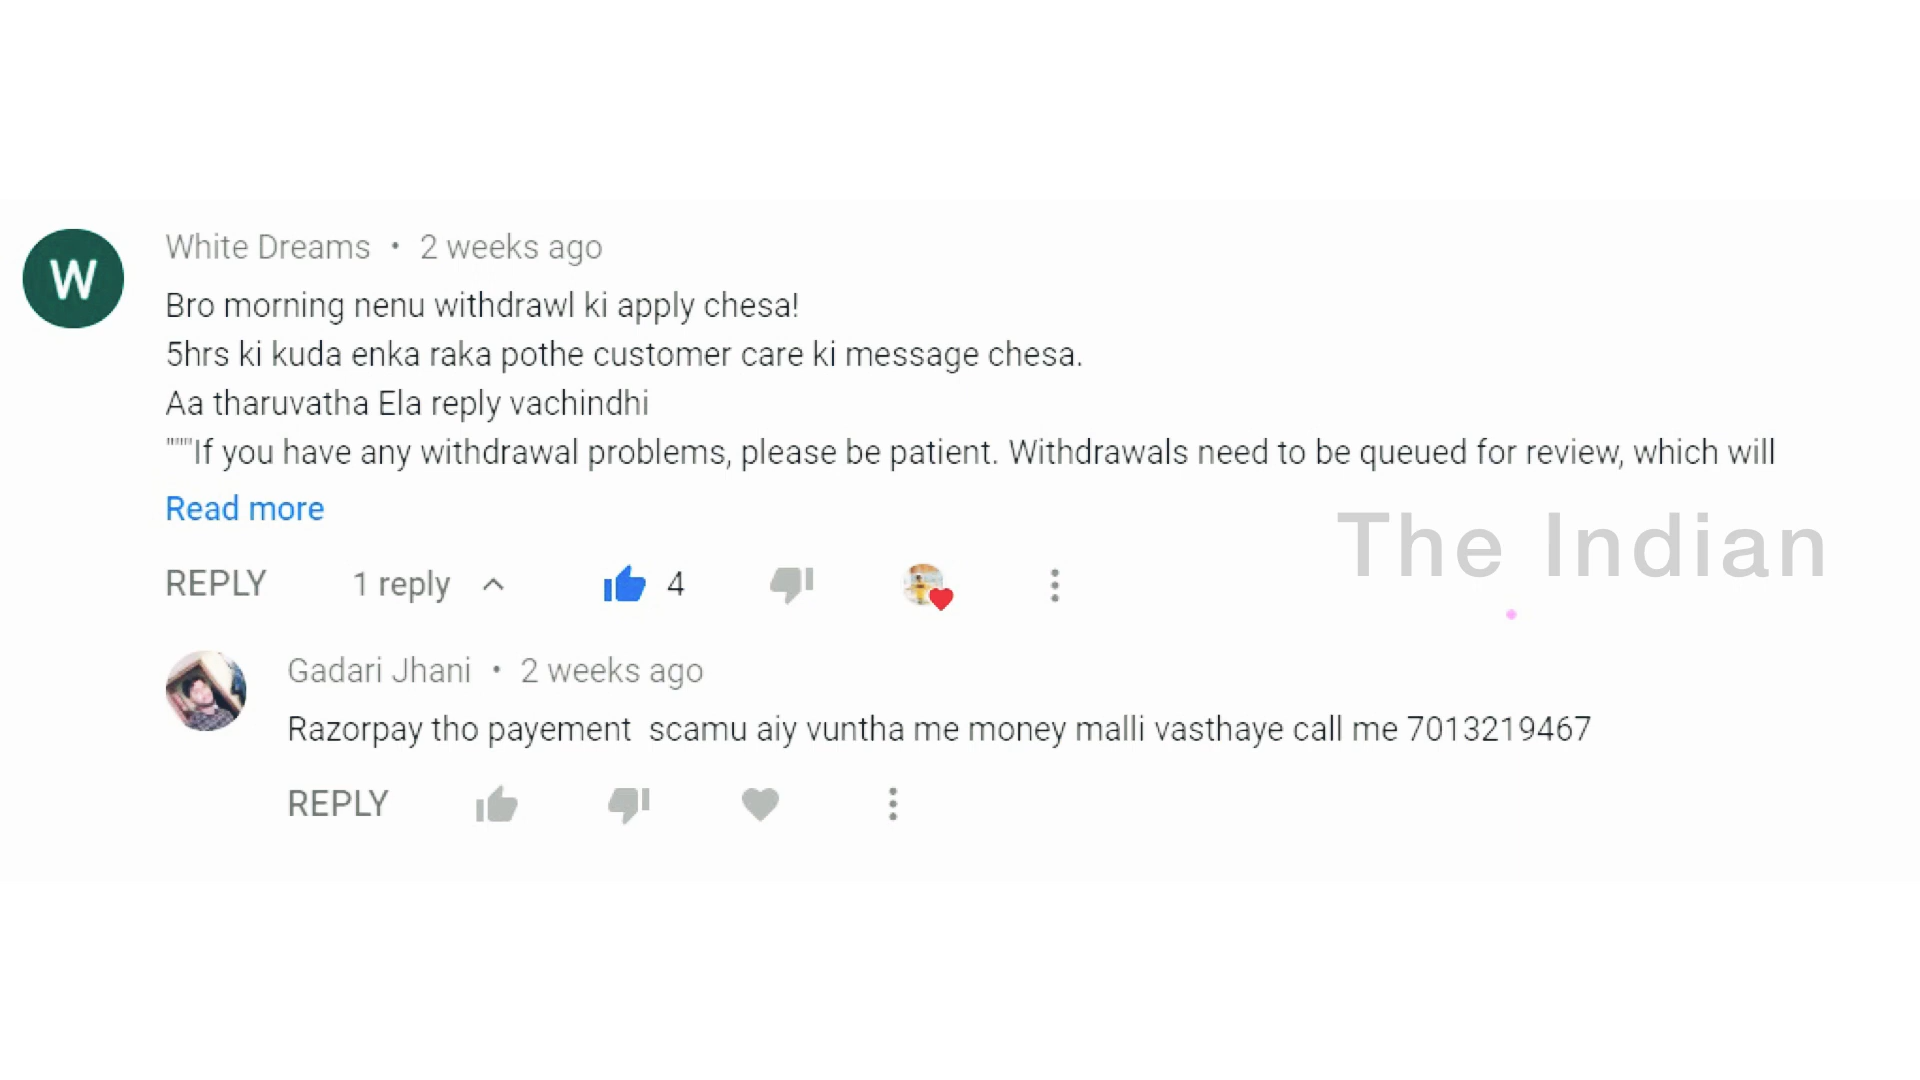 W
White Dreams • 2 weeks ago
Bro morning nenu withdrawl ki apply chesa!
5hrs ki kuda enka raka pothe customer care ki message chesa.
Aa tharuvatha Ela reply vachindhi
""""If you have any withdrawal problems, please be patient. Withdrawals need to be queued for review, which will
Read more
The Indian
REPLY 1 reply 4
Gadari Jhani • 2 weeks ago
Razorpay tho payement  scamu aiy vuntha me money malli vasthaye call me 7013219467
REPLY